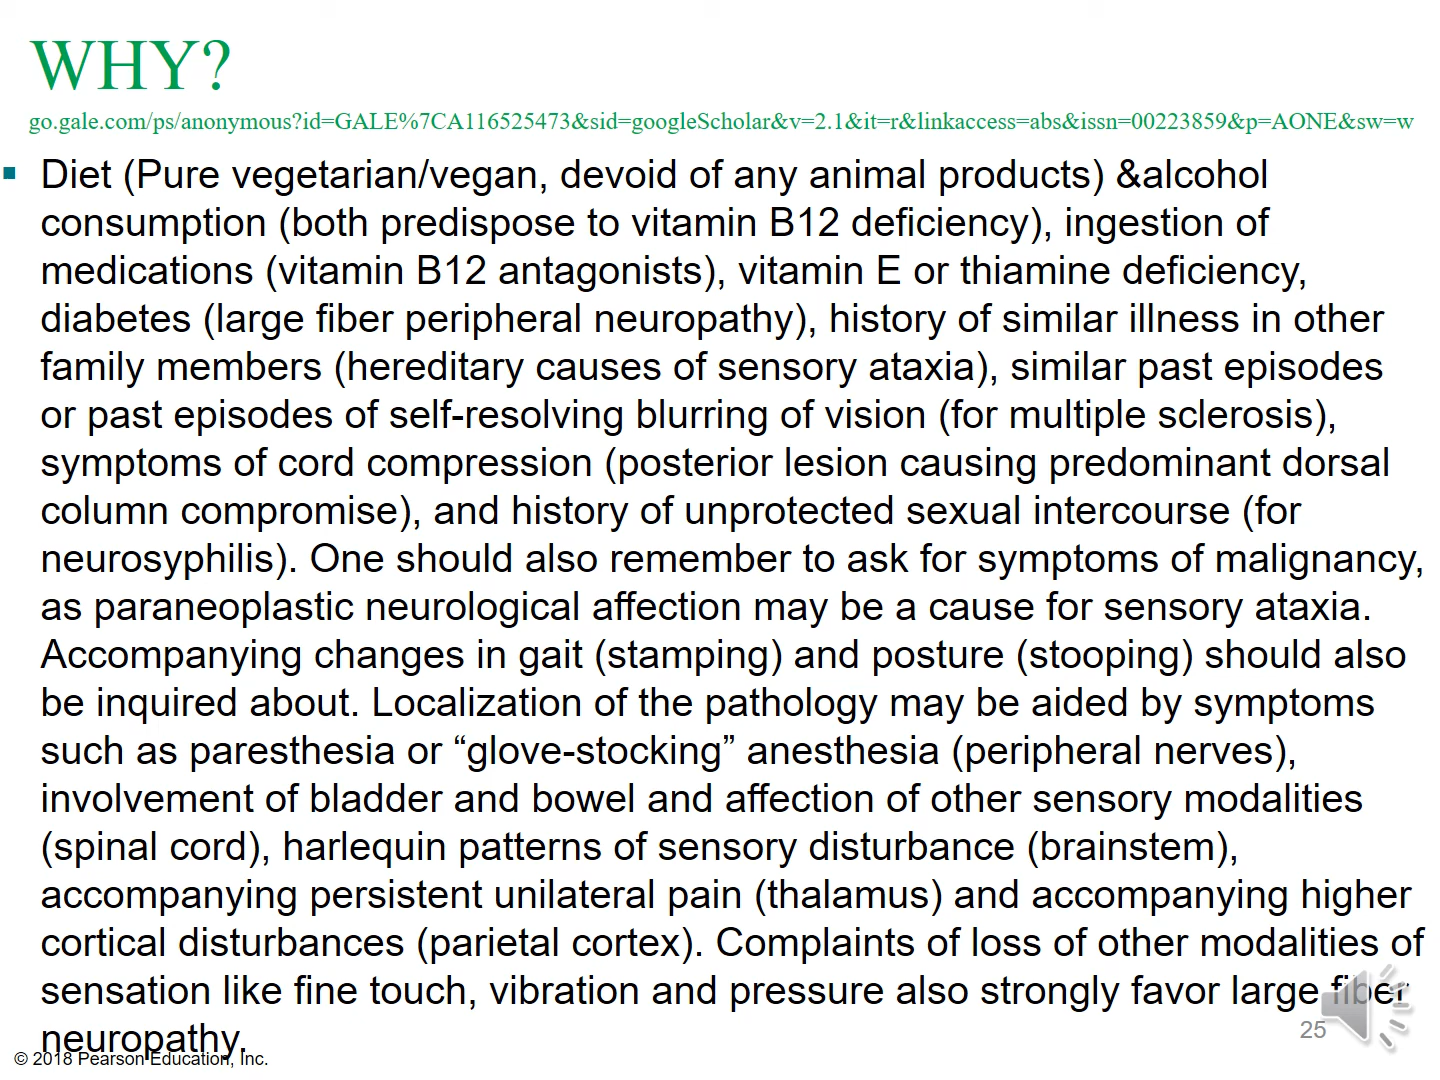 WHY?
go.gale.com/ps/anonymous?id=GALE%7CA116525473&sid=googleScholar&v=2.1&it=r&linkaccess=abs&issn=00223859&p=AONE&sw=w
Diet (Pure vegetarian/vegan, devoid of any animal products) &alcohol
consumption (both predispose to vitamin B12 deficiency), ingestion of
medications (vitamin B12 antagonists), vitamin E or thiamine deficiency,
diabetes (large fiber peripheral neuropathy), history of similar illness in other
family members (hereditary causes of sensory ataxia), similar past episodes
or past episodes of self-resolving blurring of vision (for multiple sclerosis),
symptoms of cord compression (posterior lesion causing predominant dorsal
column compromise), and history of unprotected sexual intercourse (for
neurosyphilis). One should also remember to ask for symptoms of malignancy,
as paraneoplastic neurological affection may be a cause for sensory ataxia.
Accompanying changes in gait (stamping) and posture (stooping) should also
be inquired about. Localization of the pathology may be aided by symptoms
such as paresthesia or “glove-stocking” anesthesia (peripheral nerves),
involvement of bladder and bowel and affection of other sensory modalities
(spinal cord), harlequin patterns of sensory disturbance (brainstem),
accompanying persistent unilateral pain (thalamus) and accompanying higher
cortical disturbances (parietal cortex). Complaints of loss of other modalities of
sensation like fine touch, vibration and pressure also strongly favor large fiber
neuropathy.
25
© 2018 Pearson Education, Inc.